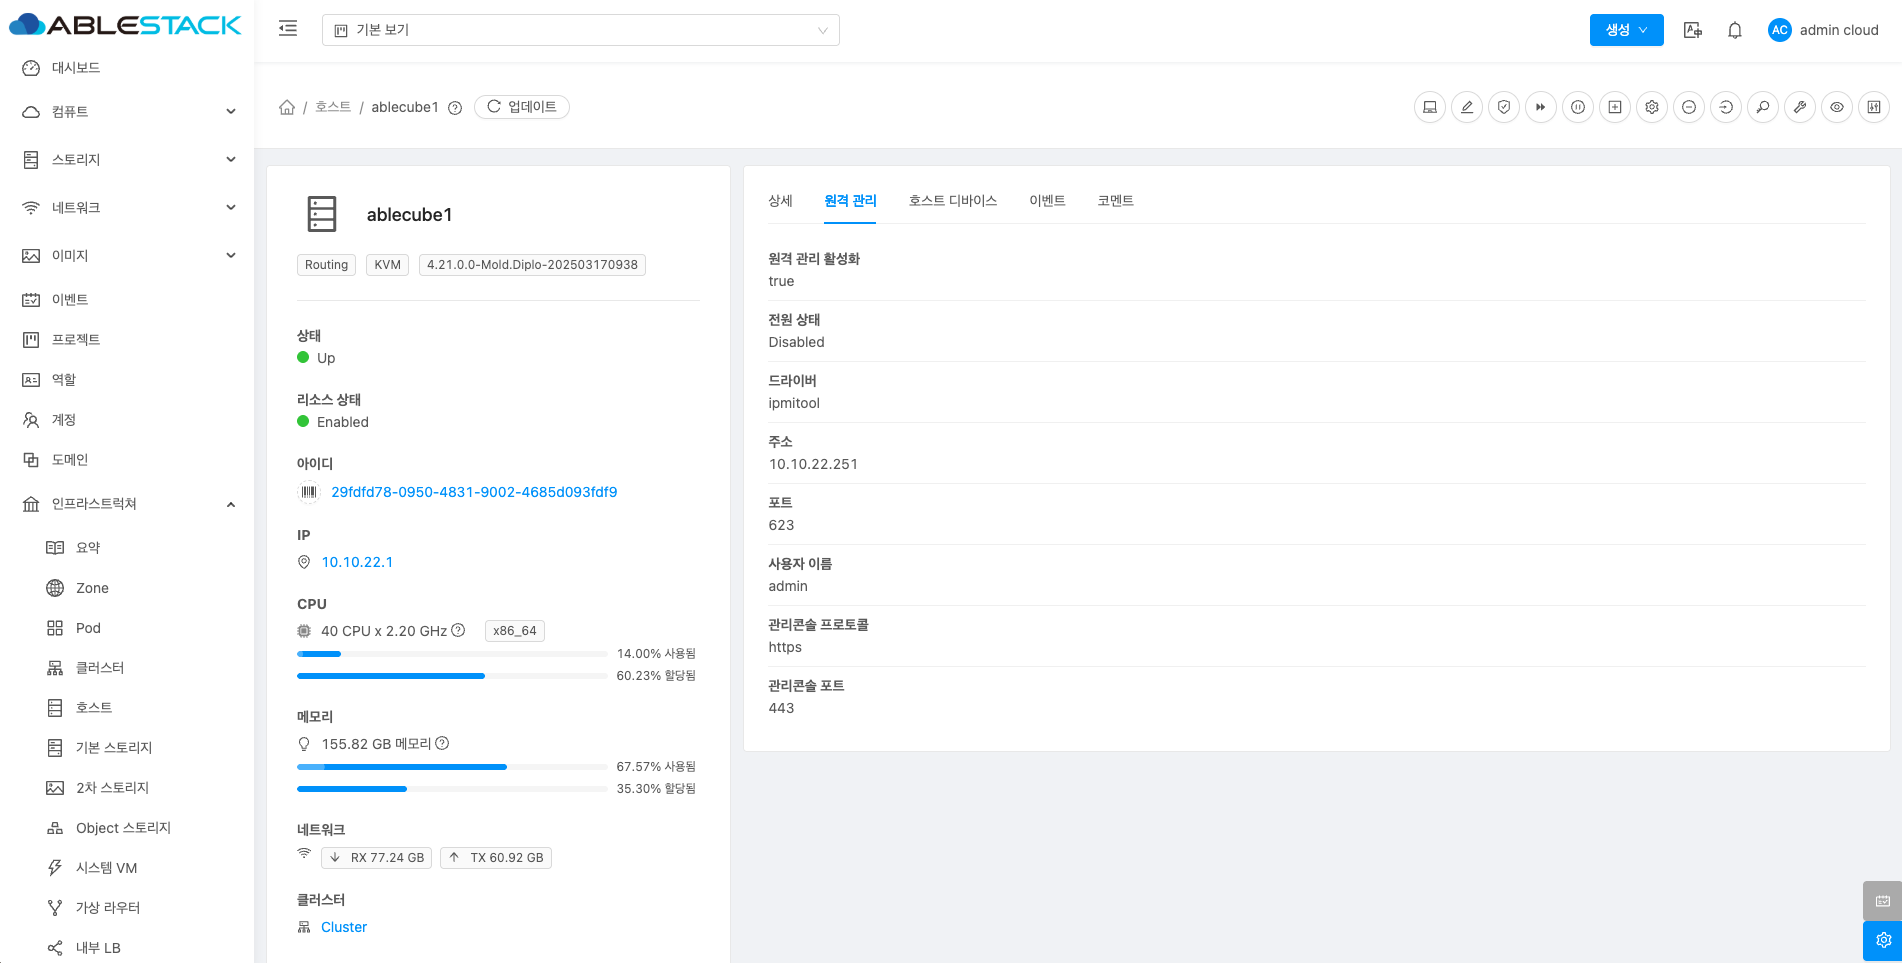 ABLESTACK
기본 보기
생성
AC
admin cloud
대시보드
컴퓨트
스토리지
네트워크
이미지
이벤트
프로젝트
역할
계정
도메인
인프라스트럭쳐
요약
Zone
Pod
클러스터
호스트
기본 스토리지
2차 스토리지
Object 스토리지
시스템 VM
가상 라우터
내부 LB
/ 호스트 / ablecube1
업데이트
ablecube1
Routing
KVM
4.21.0.0-Mold.Diplo-202503170938
상태
Up
리소스 상태
Enabled
아이디
29fdfd78-0950-4831-9002-4685d093fdf9
IP
10.10.22.1
CPU
40 CPU x 2.20 GHz
x86_64
14.00% 사용됨
60.23% 할당됨
메모리
155.82 GB 메모리
67.57% 사용됨
35.30% 할당됨
네트워크
RX 77.24 GB
TX 60.92 GB
클러스터
Cluster
상세
원격 관리
호스트 디바이스
이벤트
코멘트
원격 관리 활성화
true
전원 상태
Disabled
드라이버
ipmitool
주소
10.10.22.251
포트
623
사용자 이름
admin
관리콘솔 프로토콜
https
관리콘솔 포트
443